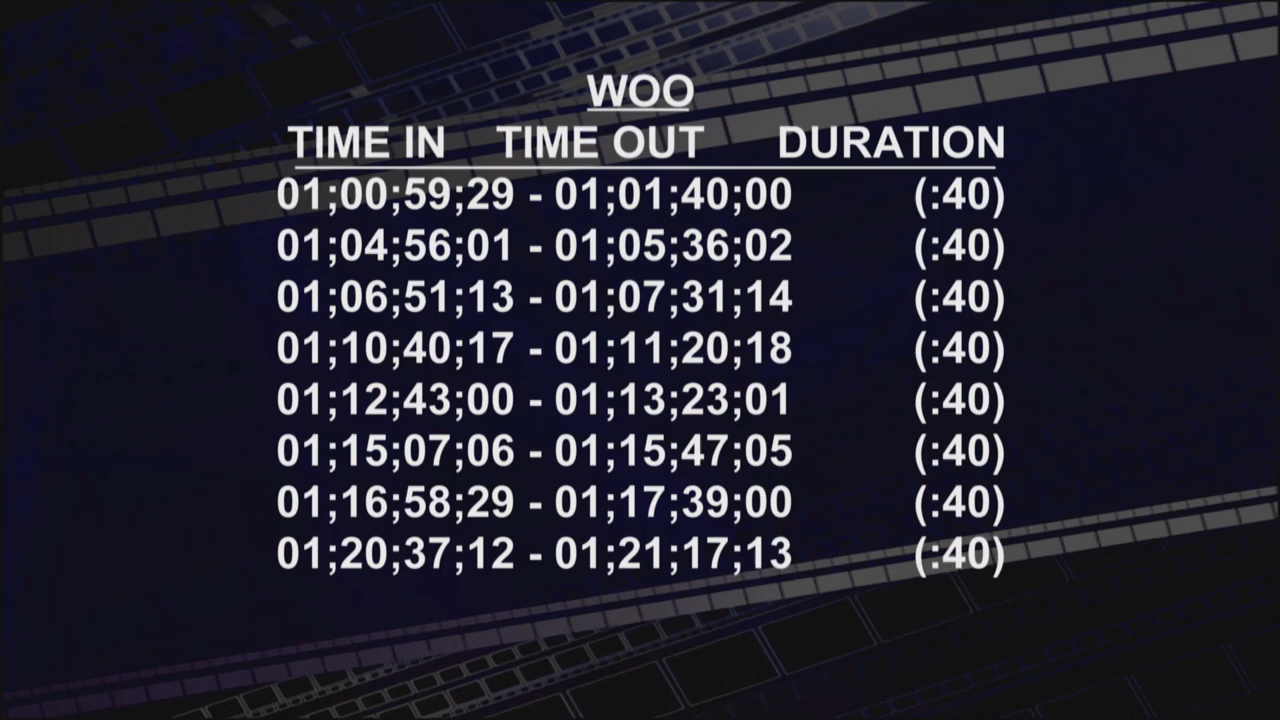 WOO
TIME IN TIME OUT DURATION
01;00;59;29 - 01;01;40;00 (:40)
01;04;56;01 - 01;05;36;02 (:40)
01;06;51;13 - 01;07;31;14 (:40)
01;10;40;17 - 01;11;20;18 (:40)
01;12;43;00 - 01;13;23;01 (:40)
01;15;07;06 - 01;15;47;05 (:40)
01;16;58;29 - 01;17;39;00 (:40)
01;20;37;12 - 01;21;17;13 (:40)